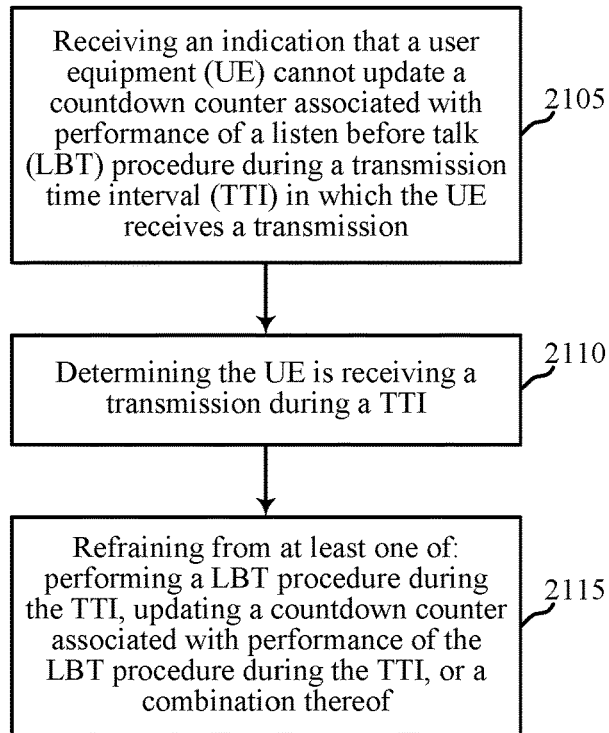 Receiving an indication that a user
equipment (UE) cannot update a
countdown counter associated with
performance of a listen before talk
(LBT) procedure during a transmission
time interval (TTI) in which the UE
receives a transmission
2105
Determining the UE is receiving a
transmission during a TTI
2110
Refraining from at least one of:
performing a LBT procedure during
the TTI, updating a countdown counter
associated with performance of the
LBT procedure during the TTI, or a
combination thereof
2115